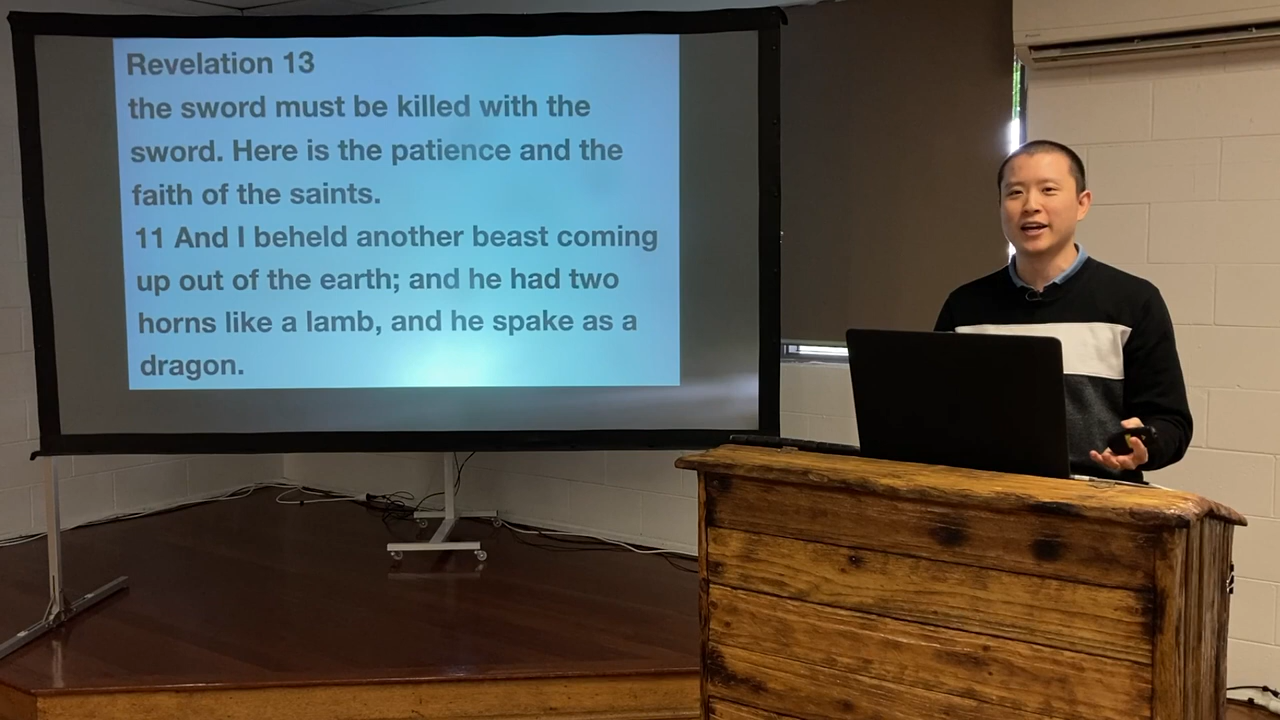 Revelation 13
the sword must be killed with the
sword. Here is the patience and the
faith of the saints.
11 And I beheld another beast coming
up out of the earth; and he had two
horns like a lamb, and he spake as a
dragon.